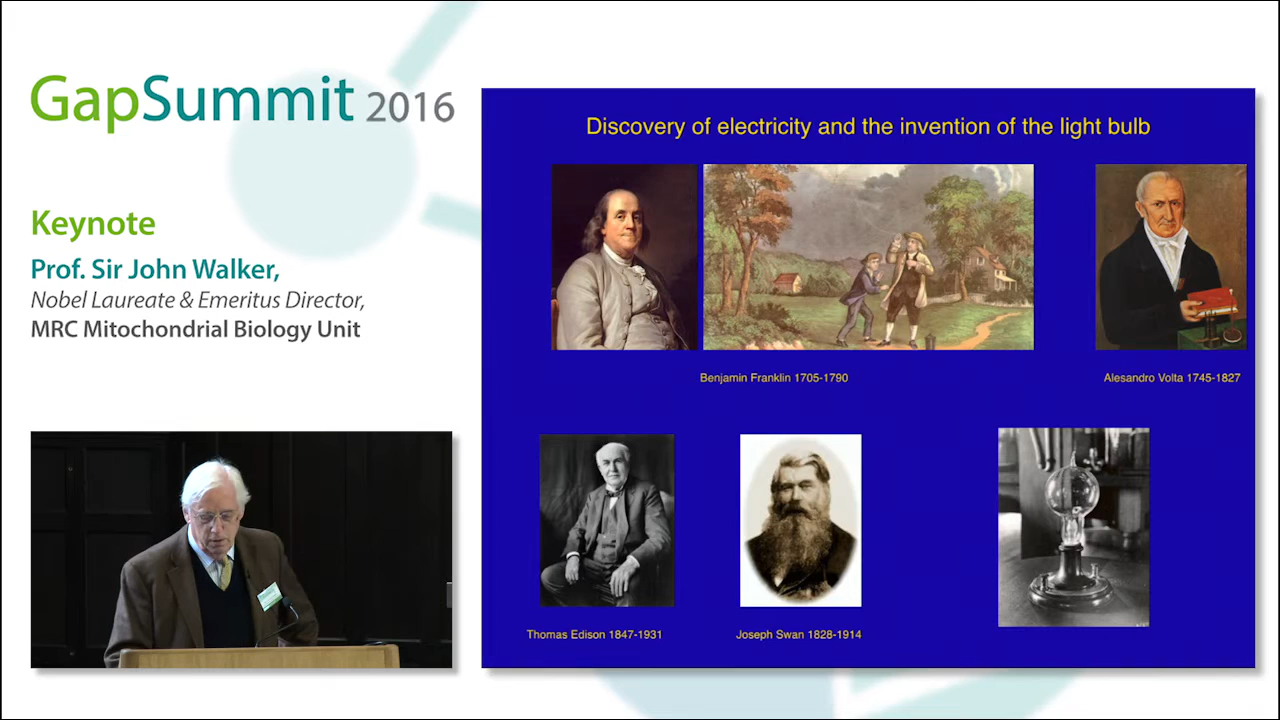 GapSummit 2016
Keynote
Prof. Sir John Walker,
Nobel Laureate & Emeritus Director,
MRC Mitochondrial Biology Unit
Discovery of electricity and the invention of the light bulb
Benjamin Franklin 1705-1790
Alesandro Volta 1745-1827
Thomas Edison 1847-1931
Joseph Swan 1828-1914